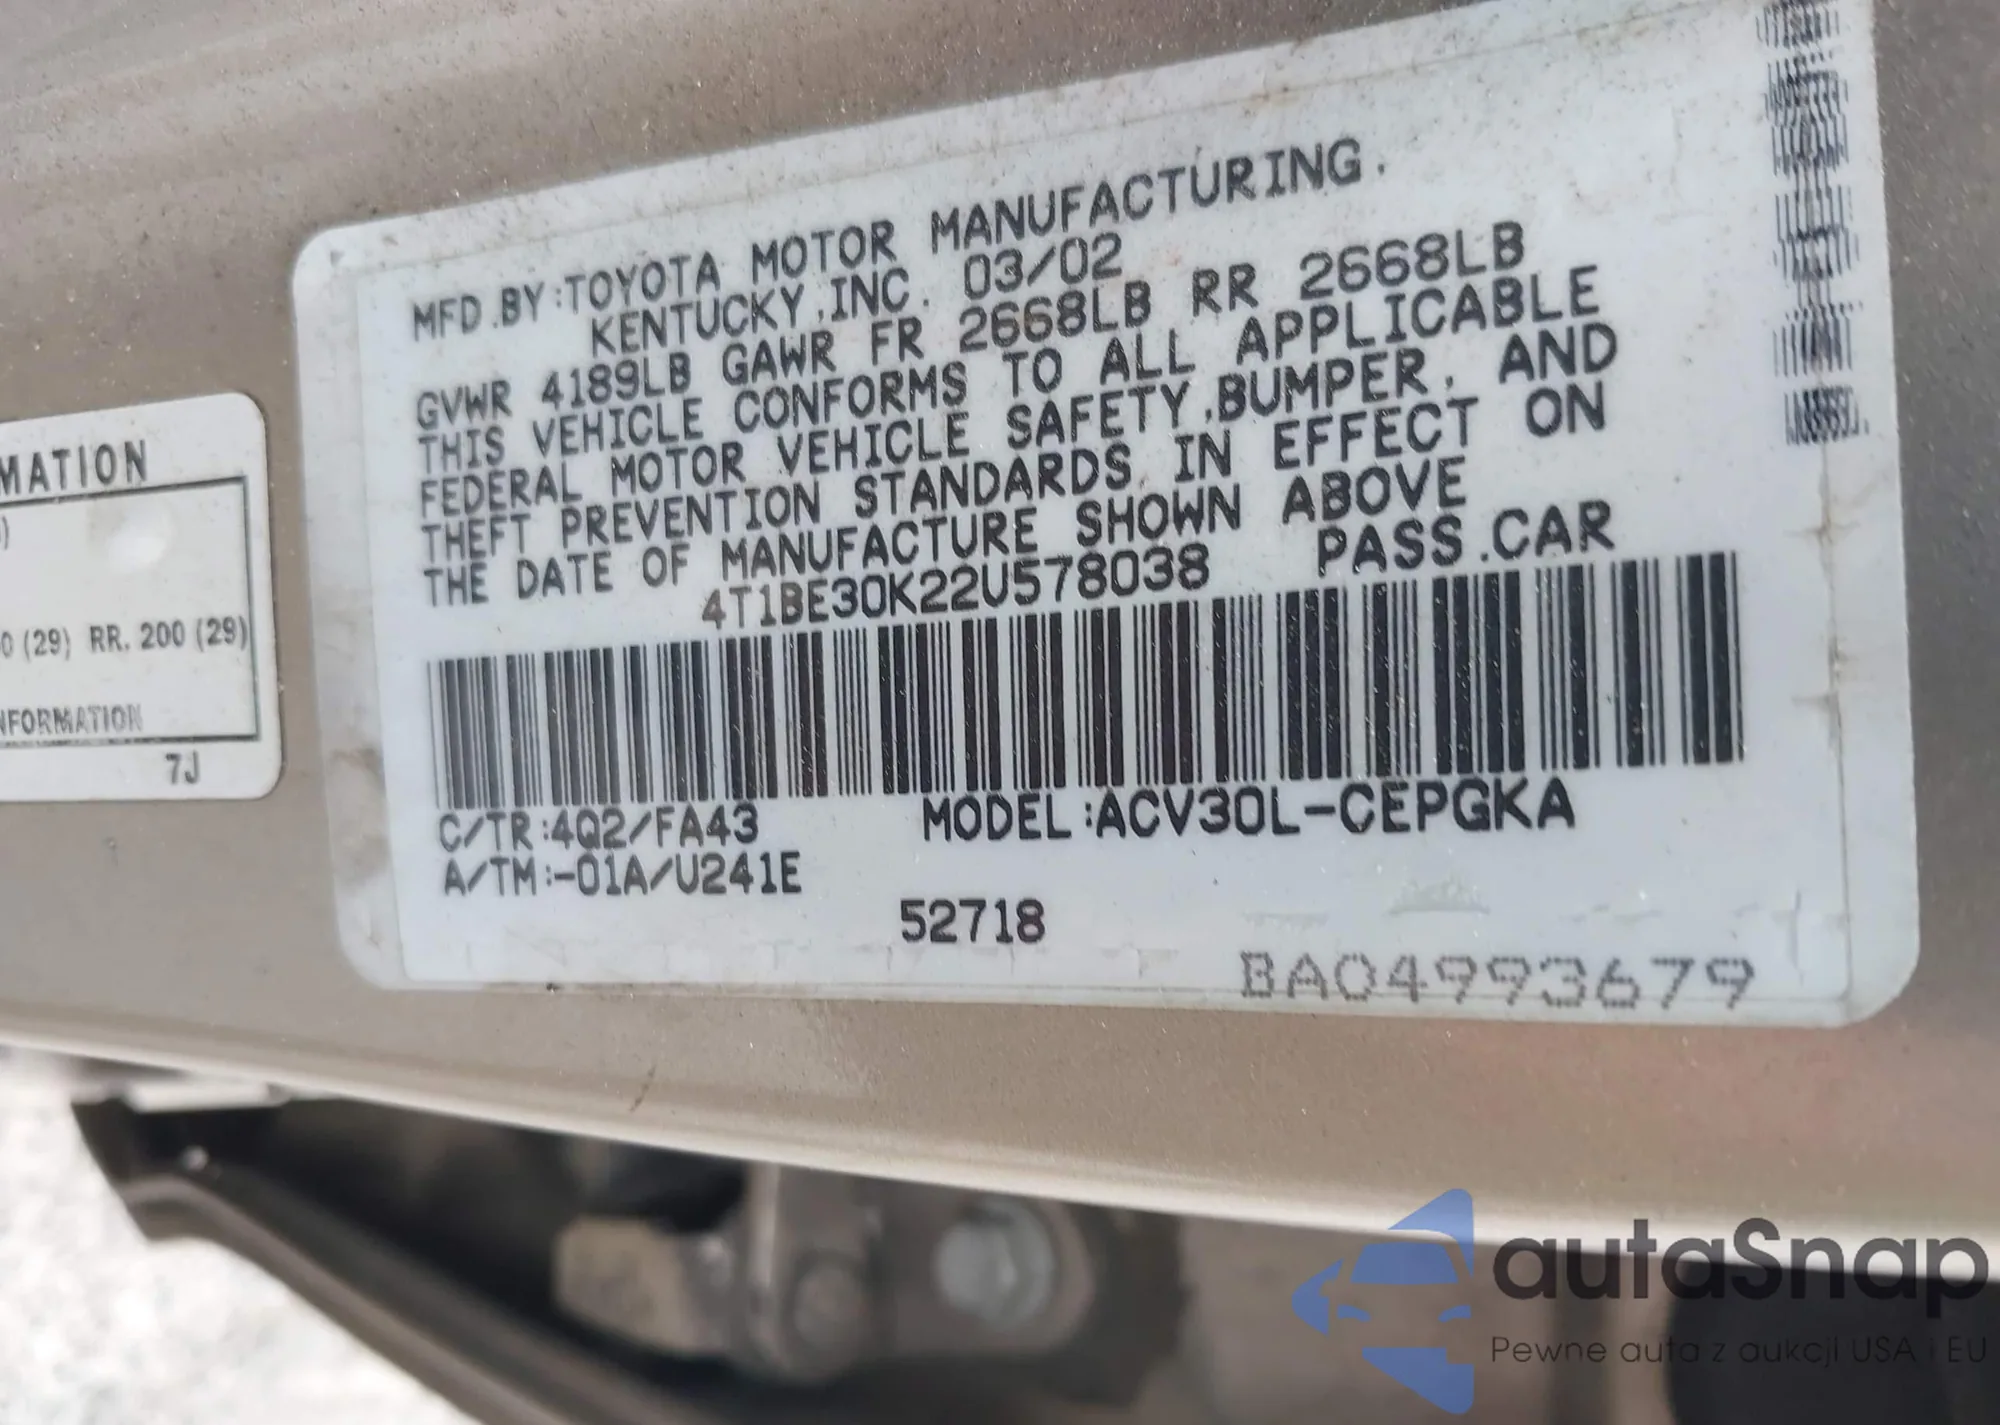 MFD.BY:TOYOTA MOTOR MANUFACTURING.
KENTUCKY,INC. 03/02
GVWR 4189LB GAWR FR 2668LB RR 2668LB
THIS VEHICLE CONFORMS TO ALL APPLICABLE
FEDERAL MOTOR VEHICLE SAFETY,BUMPER, AND
THEFT PREVENTION STANDARDS IN EFFECT ON
THE DATE OF MANUFACTURE SHOWN ABOVE
4T1BE30K22U578038 PASS.CAR
C/TR:4Q2/FA43 MODEL:ACV30L-CEPGKA
A/TM:-01A/U241E
52718
BA04993679
MATION
0 (29) RR. 200 (29)
NFORMATION
7J
autaSnap
Pewne auta z aukcji USA i EU